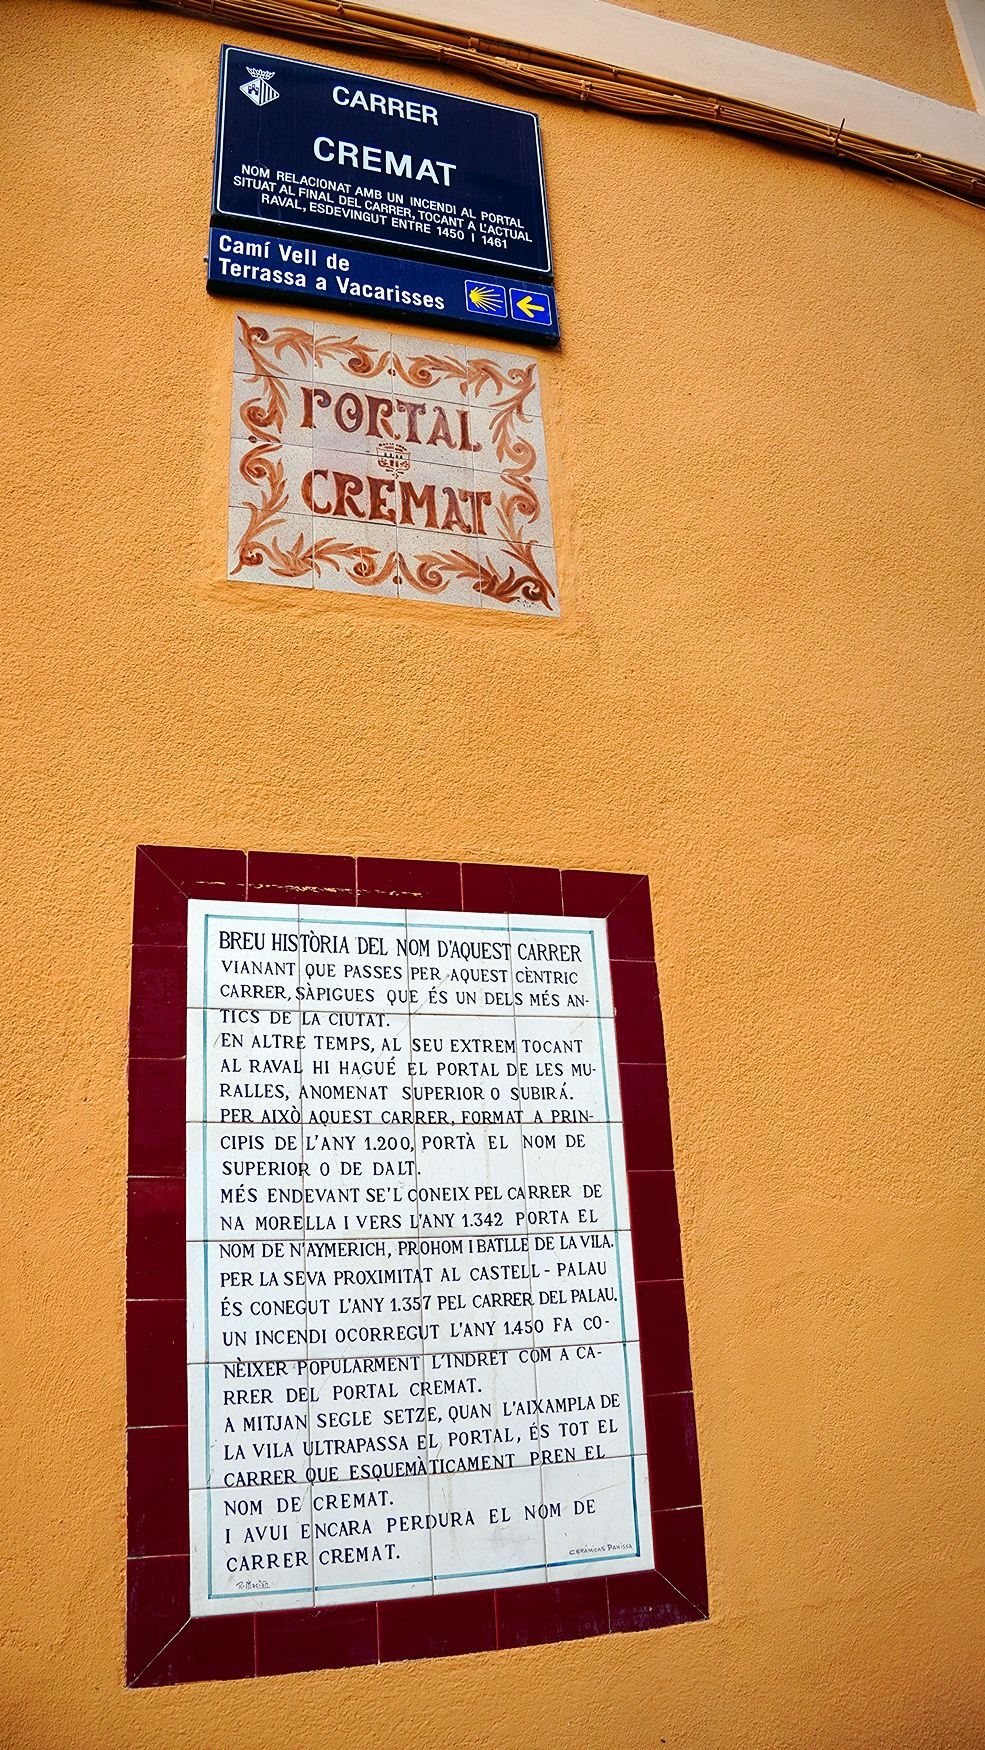 CARRER
CREMAT
NOM RELACIONAT AMB UN INCENDI AL PORTAL
SITUAT AL FINAL DEL CARRER, TOCANT A L'ACTUAL
RAVAL, ESDEVINGUT ENTRE 1450 I 1461
Camí Vell de
Terrassa a Vacarisses
PORTAL
CREMAT
BREU HISTÒRIA DEL NOM D'AQUEST CARRER
VIANANT QUE PASSES PER AQUEST CÈNTRIC
CARRER, SÀPIGUES QUE ÉS UN DELS MÉS AN-
TICS DE LA CIUTAT.
EN ALTRE TEMPS, AL SEU EXTREM TOCANT
AL RAVAL HI HAGUÉ EL PORTAL DE LES MU-
RALLES, ANOMENAT SUPERIOR O SUBIRÁ.
PER AIXÒ AQUEST CARRER, FORMAT A PRIN-
CIPIS DE L'ANY 1.200, PORTÀ EL NOM DE
SUPERIOR O DE DALT.
MÉS ENDEVANT SE'L CONEIX PEL CARRER DE
NA MORELLA I VERS L'ANY 1.342 PORTA EL
NOM DE N'AYMERICH, PROHOM I BATLLE DE LA VILA.
PER LA SEVA PROXIMITAT AL CASTELL-PALAU
ÉS CONEGUT L'ANY 1.357 PEL CARRER DEL PALAU.
UN INCENDI OCORREGUT L'ANY 1.450 FA CO-
NÈIXER POPULARMENT L'INDRET COM A CA-
RRER DEL PORTAL CREMAT.
A MITJAN SEGLE SETZE, QUAN L'AIXAMPLA DE
LA VILA ULTRAPASSA EL PORTAL, ÉS TOT EL
CARRER QUE ESQUEMÀTICAMENT PREN EL
NOM DE CREMAT.
I AVUI ENCARA PERDURA EL NOM DE
CARRER CREMAT.
CERÁMICAS PAHISSA